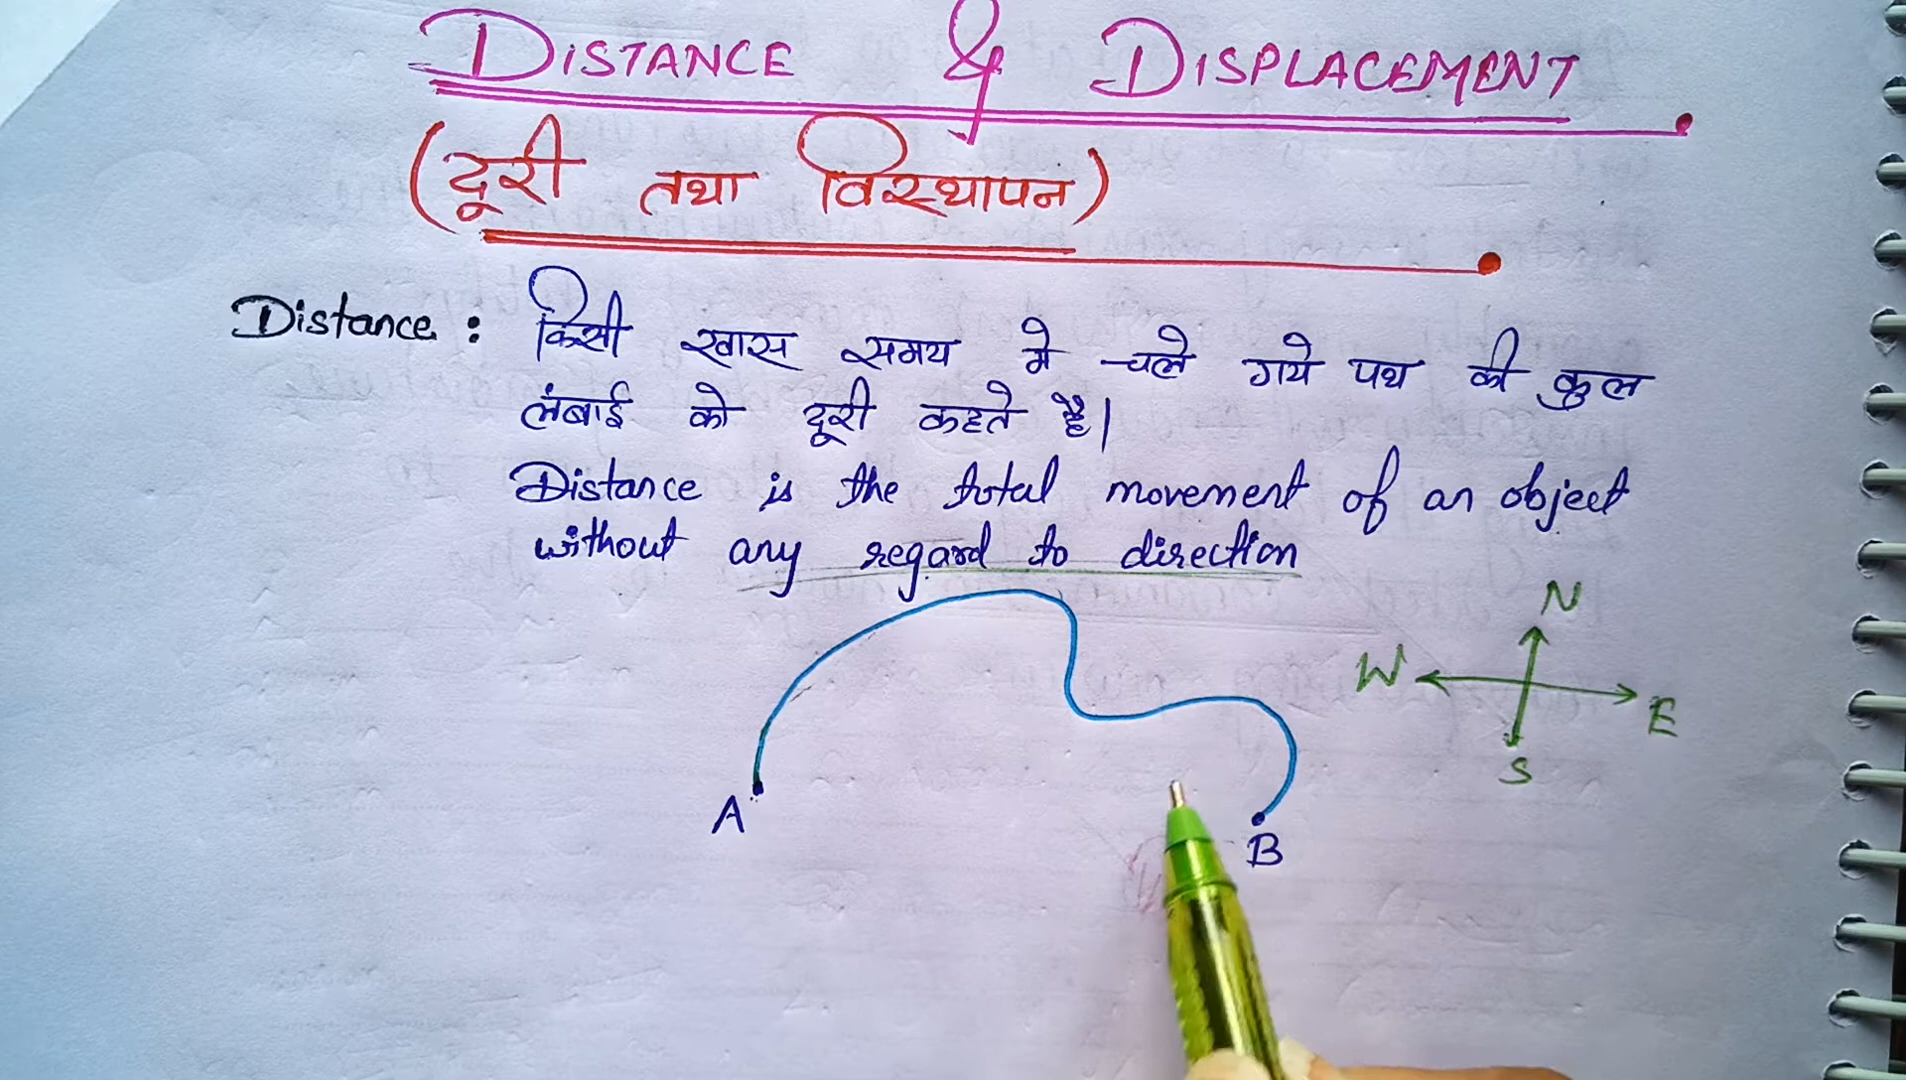 DISTANCE & DISPLACEMENT
(दूरी तथा विस्थापन)
Distance : किसी खास समय मे चले गये पथ की कुल
लंबाई को दूरी कहते है।
Distance is the total movement of an object
without any regard to direction
N
W
E
S
A
B